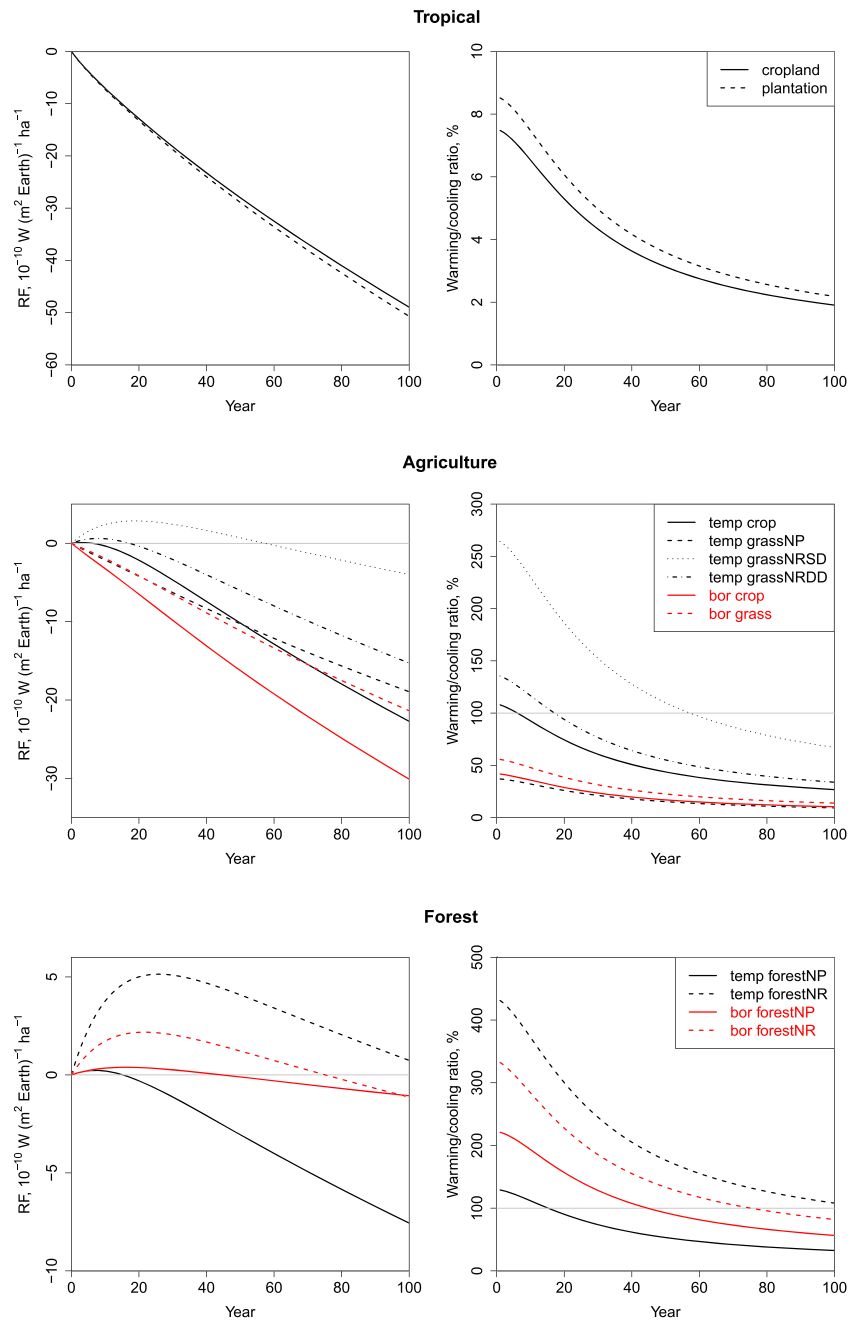 Tropical
RF, 10⁻¹⁰ W (m² Earth)⁻¹ ha⁻¹
0
−10
−20
−30
−40
−50
−60
0 20 40 60 80 100
Year
Warming/cooling ratio, %
10
8
6
4
2
0
cropland
plantation
0 20 40 60 80 100
Year
Agriculture
RF, 10⁻¹⁰ W (m² Earth)⁻¹ ha⁻¹
0
−10
−20
−30
0 20 40 60 80 100
Year
Warming/cooling ratio, %
300
250
200
150
100
50
0
temp crop
temp grassNP
temp grassNRSD
temp grassNRDD
bor crop
bor grass
0 20 40 60 80 100
Year
Forest
RF, 10⁻¹⁰ W (m² Earth)⁻¹ ha⁻¹
5
0
−5
−10
0 20 40 60 80 100
Year
Warming/cooling ratio, %
500
400
300
200
100
0
temp forestNP
temp forestNR
bor forestNP
bor forestNR
0 20 40 60 80 100
Year